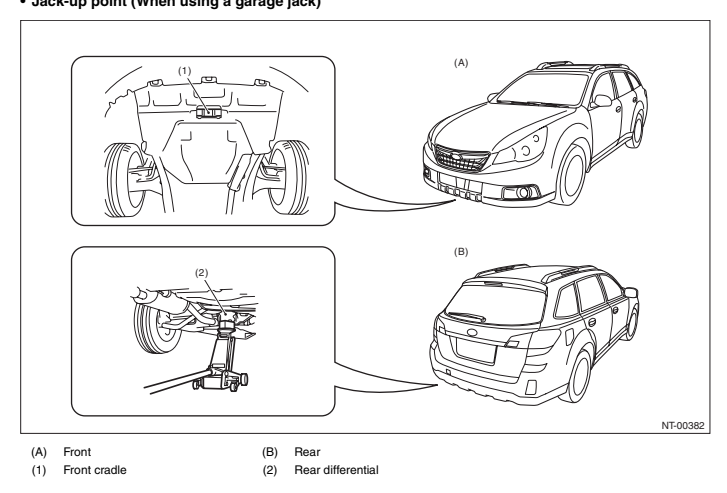 • Jack-up point (When using a garage jack)
(A)
(1)
(B)
(2)
NT-00382
(A) Front (B) Rear
(1) Front cradle (2) Rear differential